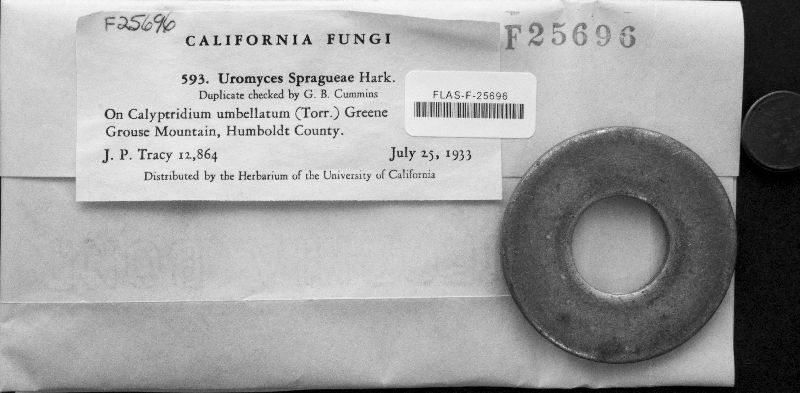 F25696
CALIFORNIA FUNGI
F25696
593. Uromyces Spragueae Hark.
Duplicate checked by G. B. Cummins
FLAS-F-25696
On Calyptridium umbellatum (Torr.) Greene
Grouse Mountain, Humboldt County.
J. P. Tracy 12,864 July 25, 1933
Distributed by the Herbarium of the University of California